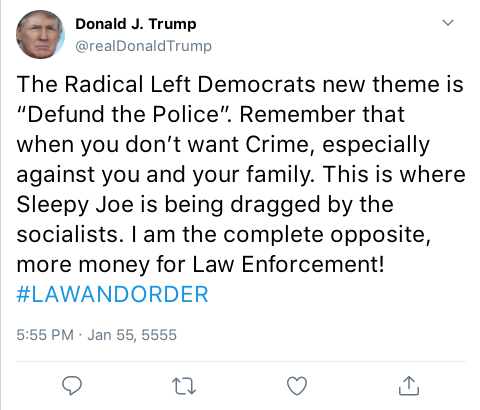 Donald J. Trump
@realDonaldTrump
The Radical Left Democrats new theme is
“Defund the Police”. Remember that
when you don’t want Crime, especially
against you and your family. This is where
Sleepy Joe is being dragged by the
socialists. I am the complete opposite,
more money for Law Enforcement!
#LAWANDORDER
5:55 PM · Jan 55, 5555